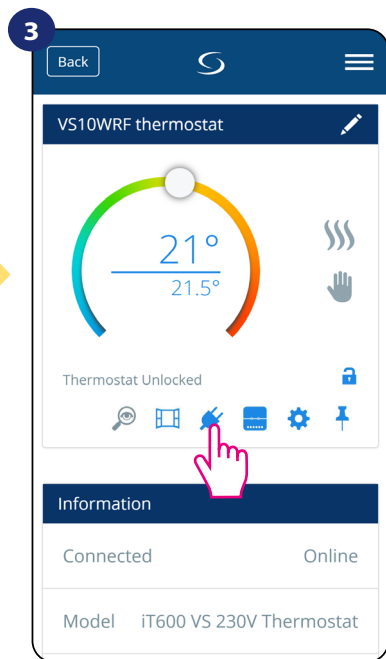 3
Back
VS10WRF thermostat
21°
21.5°
Thermostat Unlocked
Information
Connected Online
Model iT600 VS 230V Thermostat